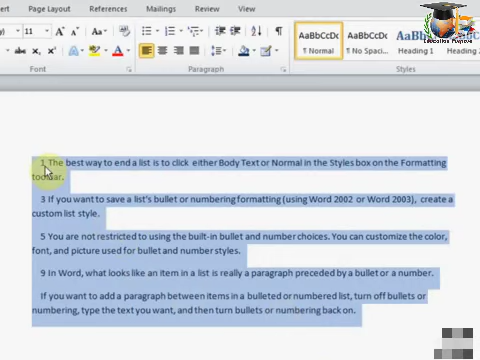 ert Page Layout References Mailings Review View
11 A A Aa
AaBbCcDc AaBbCcDc AaBbCc AaBbCc
¶ Normal ¶ No Spaci... Heading 1 Heading 2
Font Paragraph Styles
1 The best way to end a list is to click either Body Text or Normal in the Styles box on the Formatting
toolbar.
3 If you want to save a list's bullet or numbering formatting (using Word 2002 or Word 2003), create a
custom list style.
5 You are not restricted to using the built-in bullet and number choices. You can customize the color,
font, and picture used for bullet and number styles.
9 In Word, what looks like an item in a list is really a paragraph preceded by a bullet or a number.
If you want to add a paragraph between items in a bulleted or numbered list, turn off bullets or
numbering, type the text you want, and then turn bullets or numbering back on.